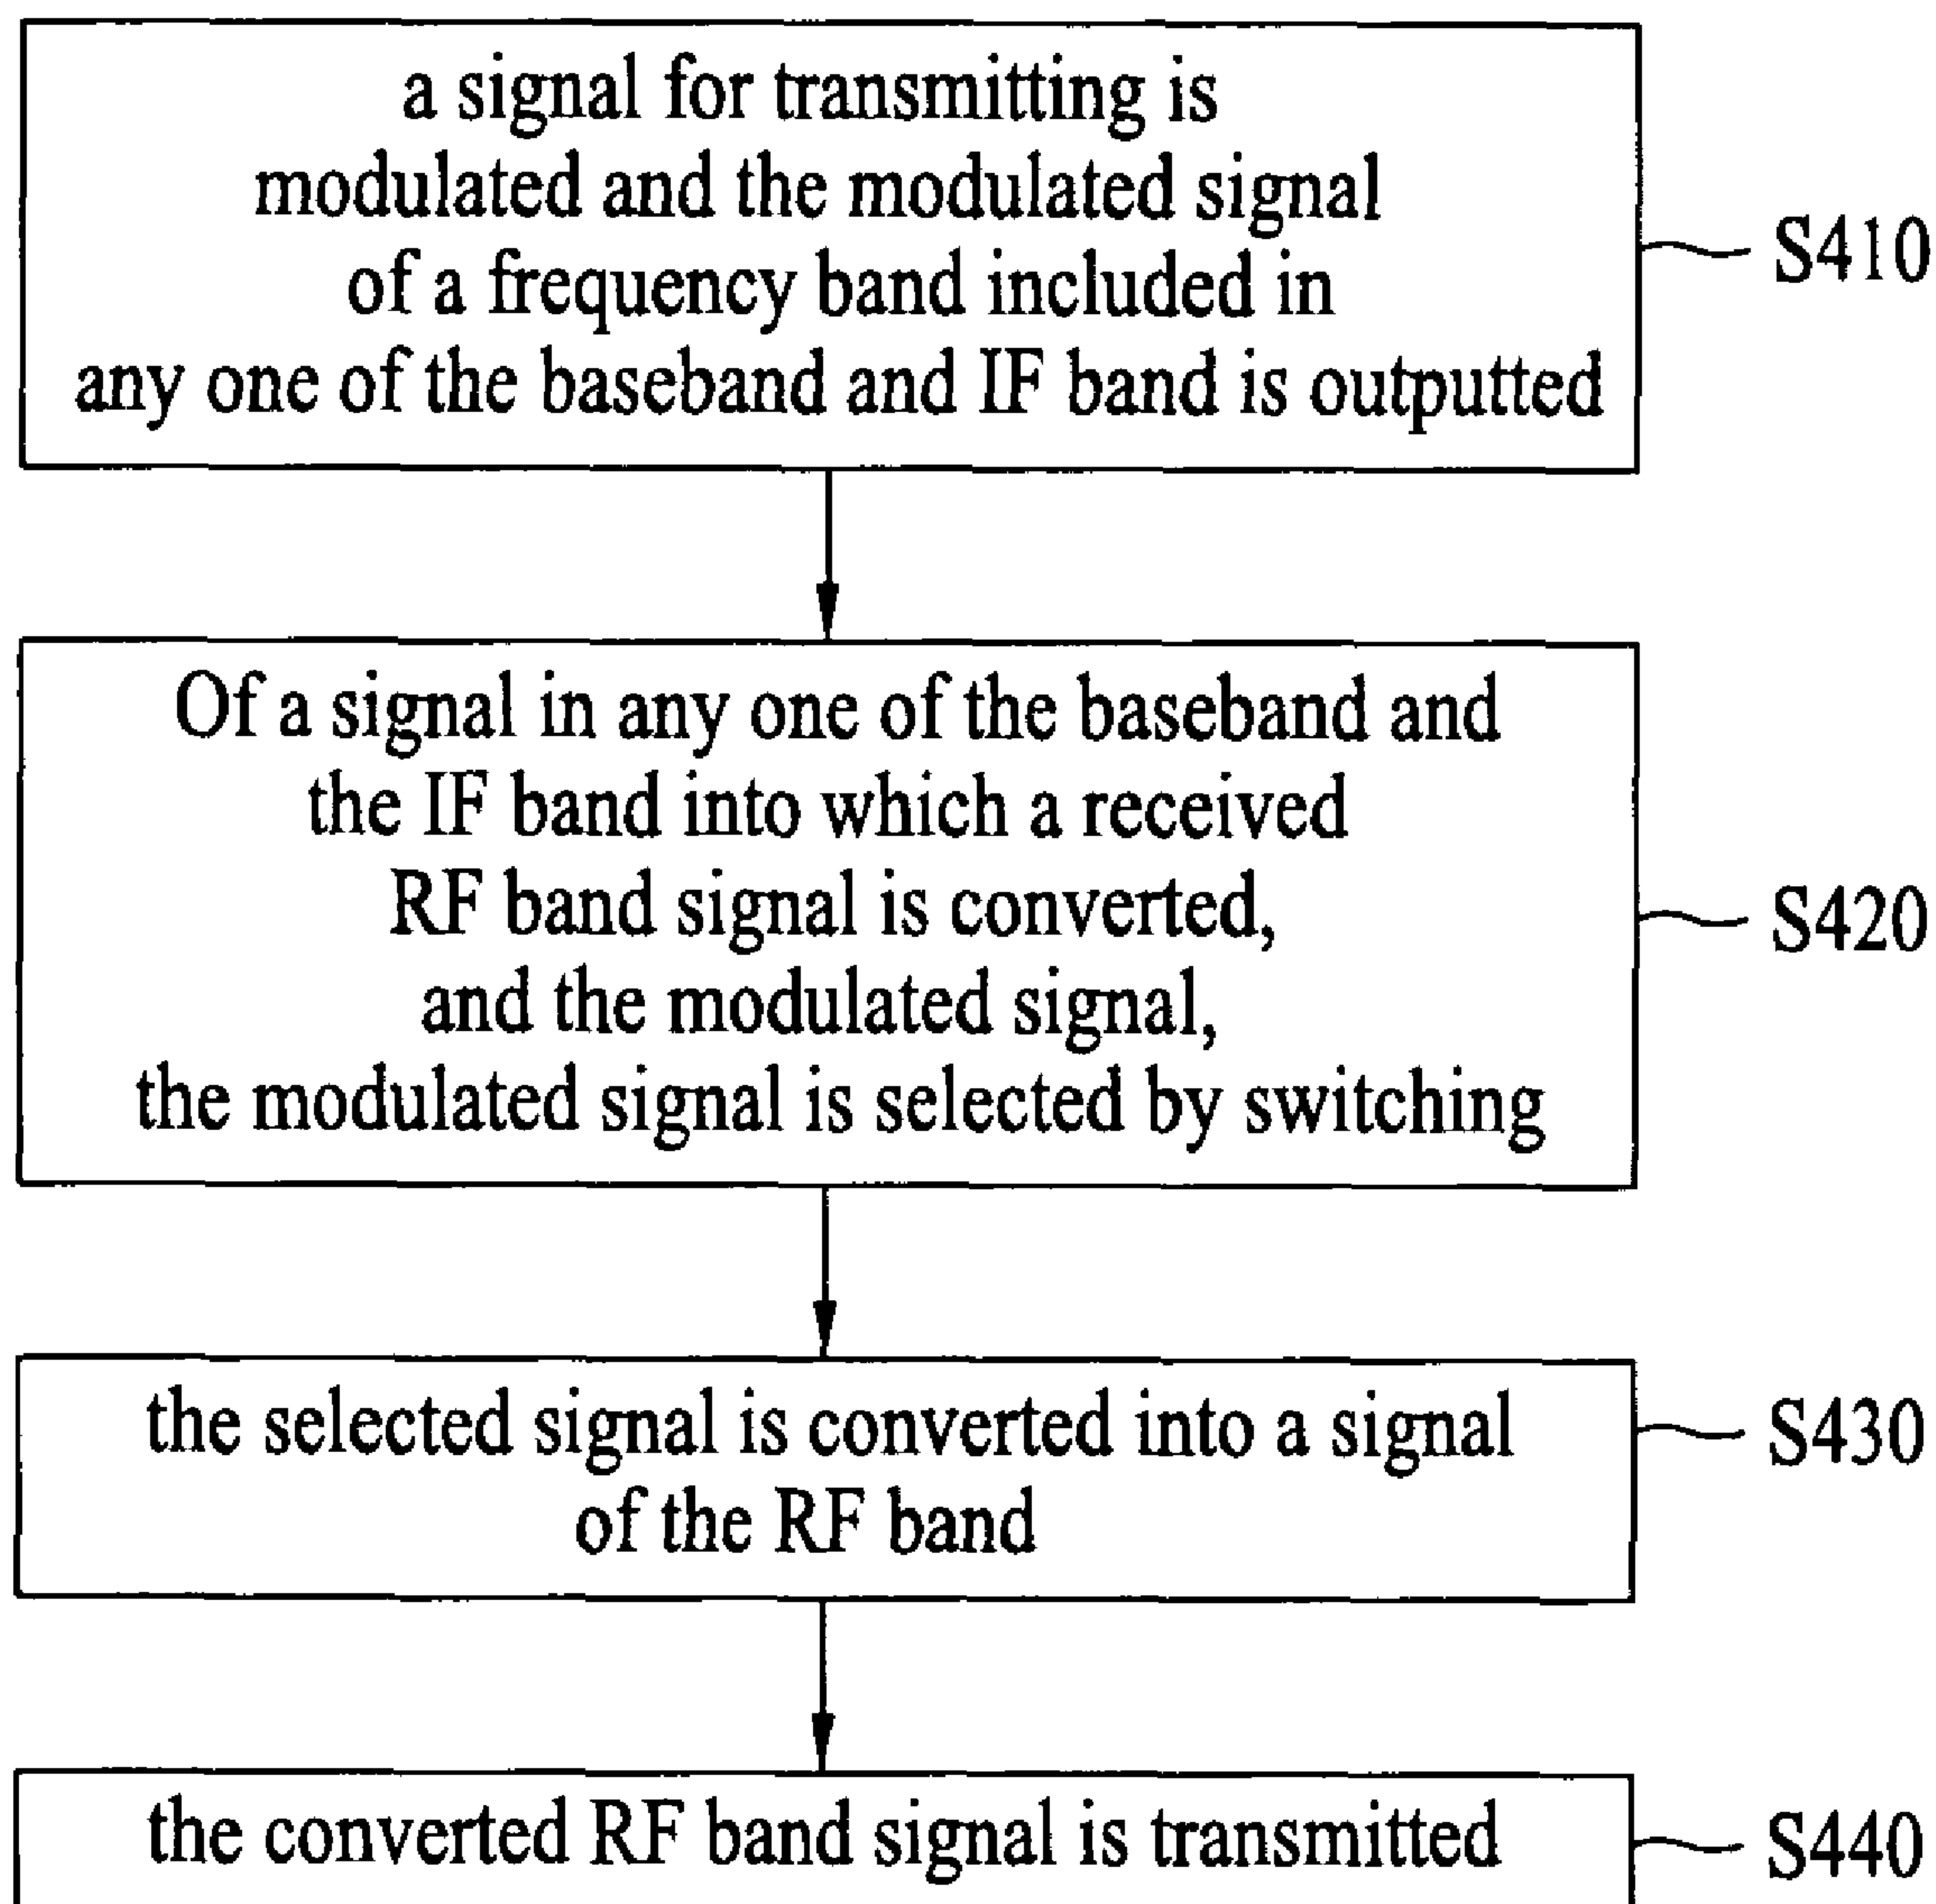 a signal for transmitting is
modulated and the modulated signal
of a frequency band included in
any one of the baseband and IF band is outputted
S410
Of a signal in any one of the baseband and
the IF band into which a received
RF band signal is converted,
and the modulated signal,
the modulated signal is selected by switching
S420
the selected signal is converted into a signal
of the RF band
S430
the converted RF band signal is transmitted
S440